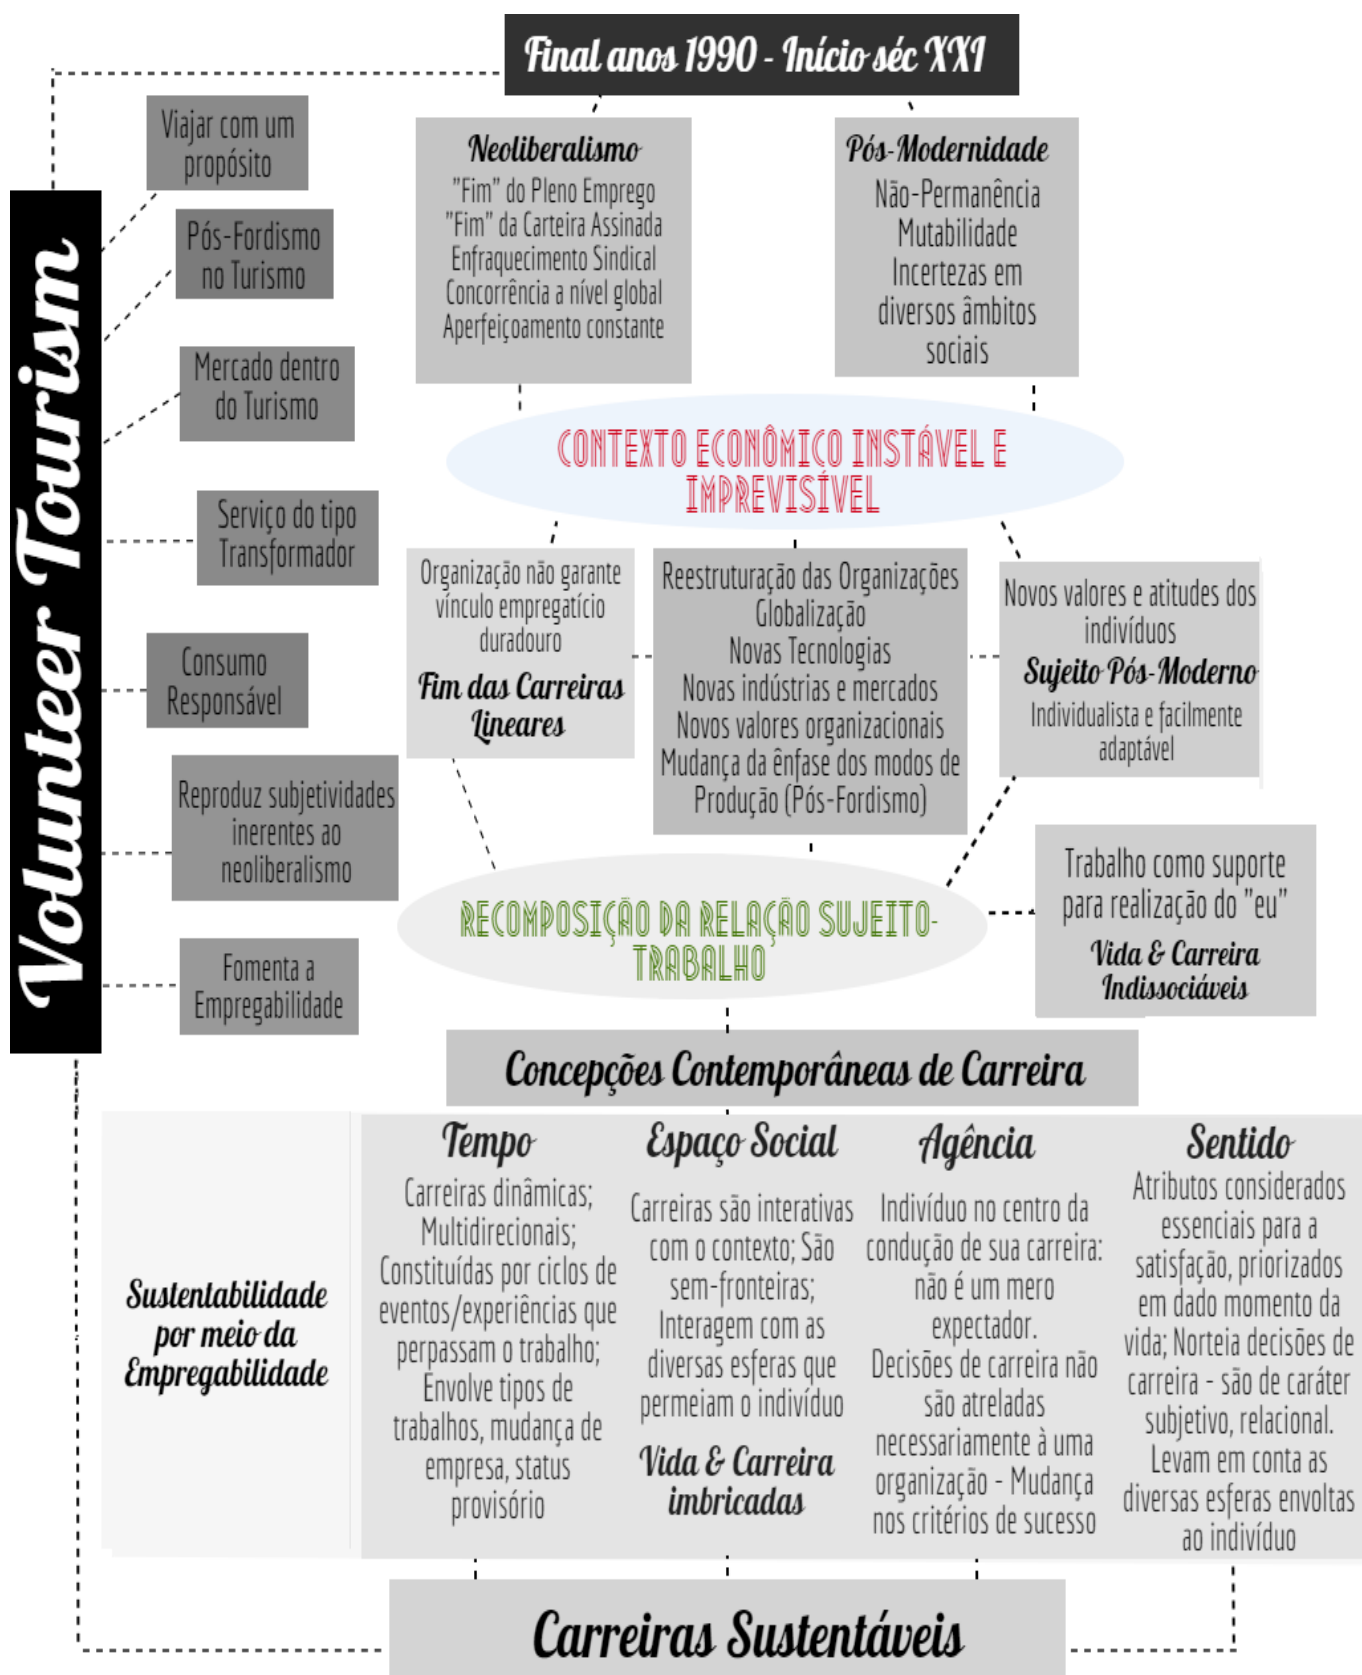 Final anos 1990 - Início séc XXI
Volunteer Tourism
Viajar com um
propósito
Pós-Fordismo
no Turismo
Mercado dentro
do Turismo
Serviço do tipo
Transformador
Consumo
Responsável
Reproduz subjetividades
inerentes ao
neoliberalismo
Fomenta a
Empregabilidade
Neoliberalismo
"Fim" do Pleno Emprego
"Fim" da Carteira Assinada
Enfraquecimento Sindical
Concorrência a nível global
Aperfeiçoamento constante
Pós-Modernidade
Não-Permanência
Mutabilidade
Incertezas em
diversos âmbitos
sociais
CONTEXTO ECONÔMICO INSTÁVEL E
IMPREVISÍVEL
Organização não garante
vínculo empregatício
duradouro
Fim das Carreiras
Lineares
Reestruturação das Organizações
Globalização
Novas Tecnologias
Novas indústrias e mercados
Novos valores organizacionais
Mudança da ênfase dos modos de
Produção (Pós-Fordismo)
Novos valores e atitudes dos
indivíduos
Sujeito Pós-Moderno
Individualista e facilmente
adaptável
RECOMPOSIÇÃO DA RELAÇÃO SUJEITO-
TRABALHO
Trabalho como suporte
para realização do "eu"
Vida & Carreira
Indissociáveis
Concepções Contemporâneas de Carreira
Sustentabilidade
por meio da
Empregabilidade
Tempo
Carreiras dinâmicas;
Multidirecionais;
Constituídas por ciclos de
eventos/experiências que
perpassam o trabalho;
Envolve tipos de
trabalhos, mudança de
empresa, status
provisório
Espaço Social
Carreiras são interativas
com o contexto; São
sem-fronteiras;
Interagem com as
diversas esferas que
permeiam o indivíduo
Vida & Carreira
imbricadas
Agência
Indivíduo no centro da
condução de sua carreira:
não é um mero
expectador.
Decisões de carreira não
são atreladas
necessariamente à uma
organização - Mudança
nos critérios de sucesso
Sentido
Atributos considerados
essenciais para a
satisfação, priorizados
em dado momento da
vida; Norteia decisões de
carreira - são de caráter
subjetivo, relacional.
Levam em conta as
diversas esferas envoltas
ao indivíduo
Carreiras Sustentáveis